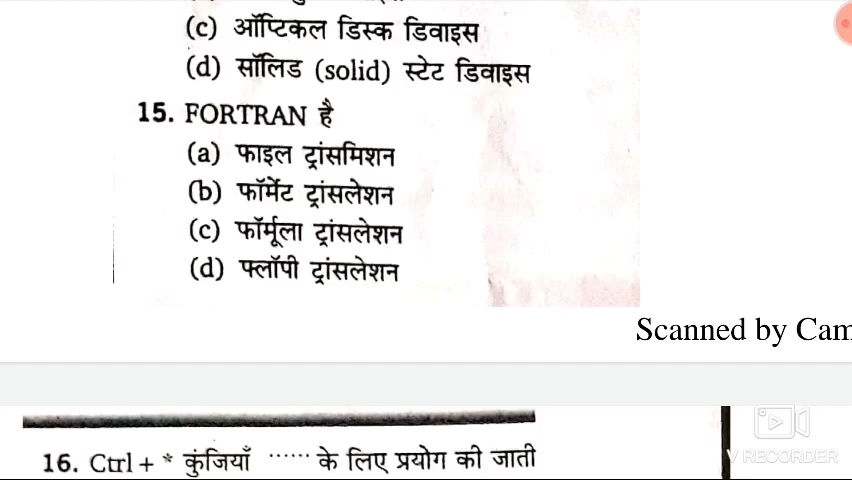 (c) ऑप्टिकल डिस्क डिवाइस
(d) सॉलिड (solid) स्टेट डिवाइस
15. FORTRAN है
(a) फाइल ट्रांसमिशन
(b) फॉर्मेट ट्रांसलेशन
(c) फॉर्मूला ट्रांसलेशन
(d) फ्लॉपी ट्रांसलेशन
Scanned by Cam
16. Ctrl + * कुंजियाँ ...... के लिए प्रयोग की जाती
V RECORDER